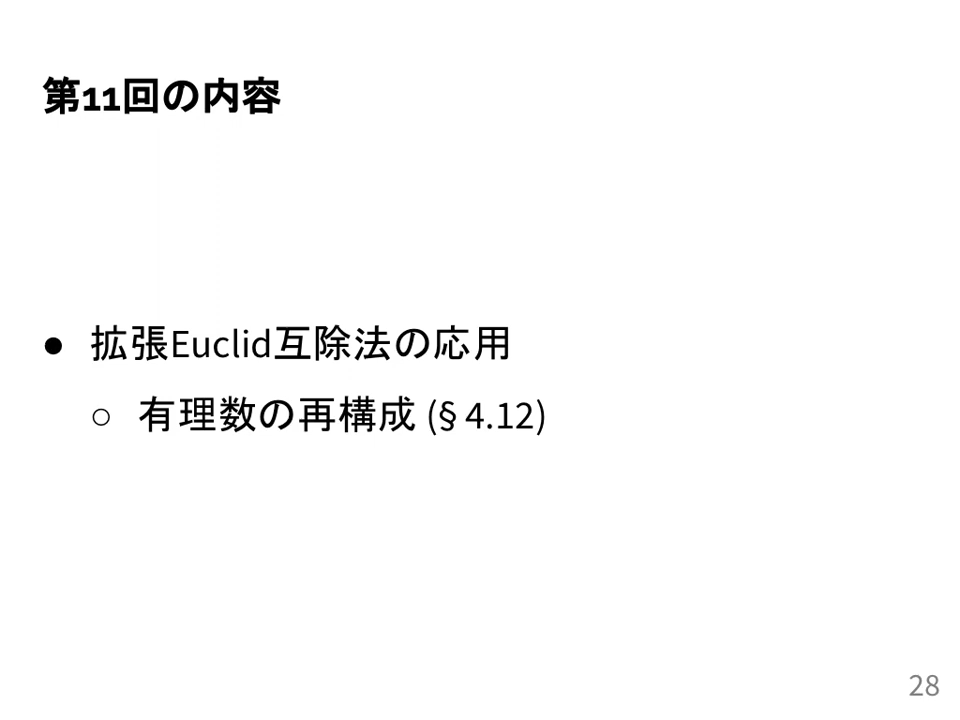 第11回の内容
● 拡張Euclid互除法の応用
○ 有理数の再構成 (§ 4.12)
28